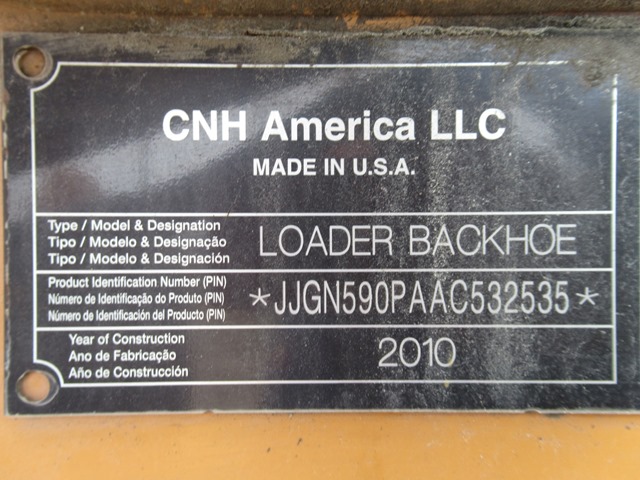 CNH America LLC
MADE IN U.S.A.
Type / Model & Designation
Tipo / Modelo & Designação
Tipo / Modelo & Designación
LOADER BACKHOE
Product Identification Number (PIN)
Número de Identificação do Produto (PIN)
Número de Identificación del Producto (PIN)
*JJGN590PAAC532535*
Year of Construction
Ano de Fabricação
Año de Construcción
2010